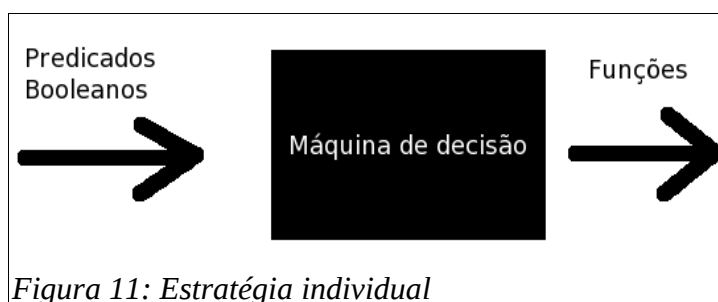 Predicados
Booleanos
Máquina de decisão
Funções
Figura 11: Estratégia individual